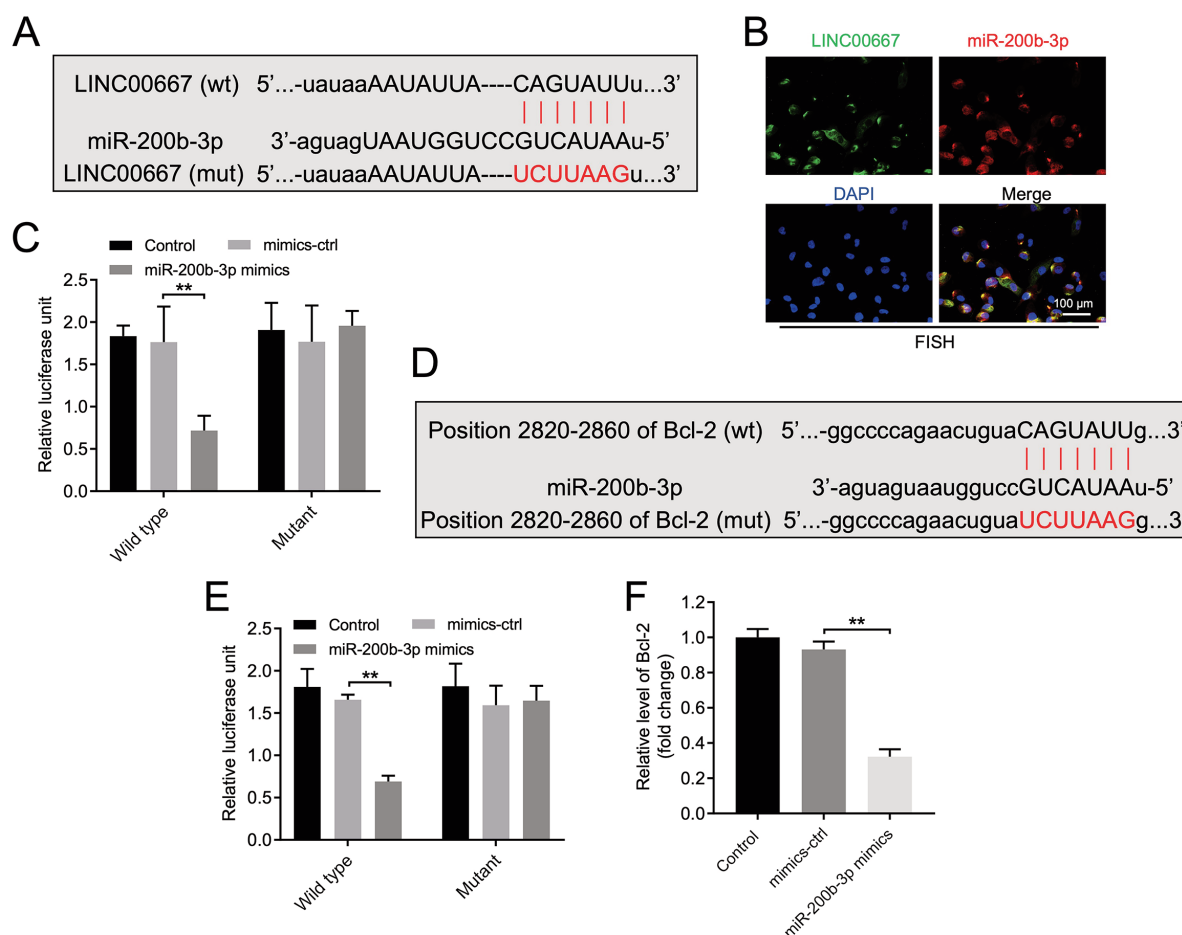 A
LINC00667 (wt) 5’...-uauaaAAUAUUA----CAGUAUUu...3’
miR-200b-3p 3’-aguagUAAUGGUCCGUCAUAAu-5’
LINC00667 (mut) 5’...-uauaaAAUAUUA----UCUUAAGu...3’
B
LINC00667 miR-200b-3p
DAPI Merge
100 μm
FISH
C
Control mimics-ctrl
miR-200b-3p mimics
Relative luciferase unit
2.5
2.0
1.5
1.0
0.5
0.0
**
Wild type Mutant
D
Position 2820-2860 of Bcl-2 (wt) 5’...-ggccccagaacuguaCAGUAUUg...3’
miR-200b-3p 3’-aguaguaaugguccGUCAUAAu-5’
Position 2820-2860 of Bcl-2 (mut) 5’...-ggccccagaacuguaUCUUAAGg...3’
E
Control mimics-ctrl
miR-200b-3p mimics
Relative luciferase unit
2.5
2.0
1.5
1.0
0.5
0.0
**
Wild type Mutant
F
Relative level of Bcl-2
(fold change)
1.2
1.0
0.8
0.6
0.4
0.2
0.0
**
Control mimics-ctrl miR-200b-3p mimics